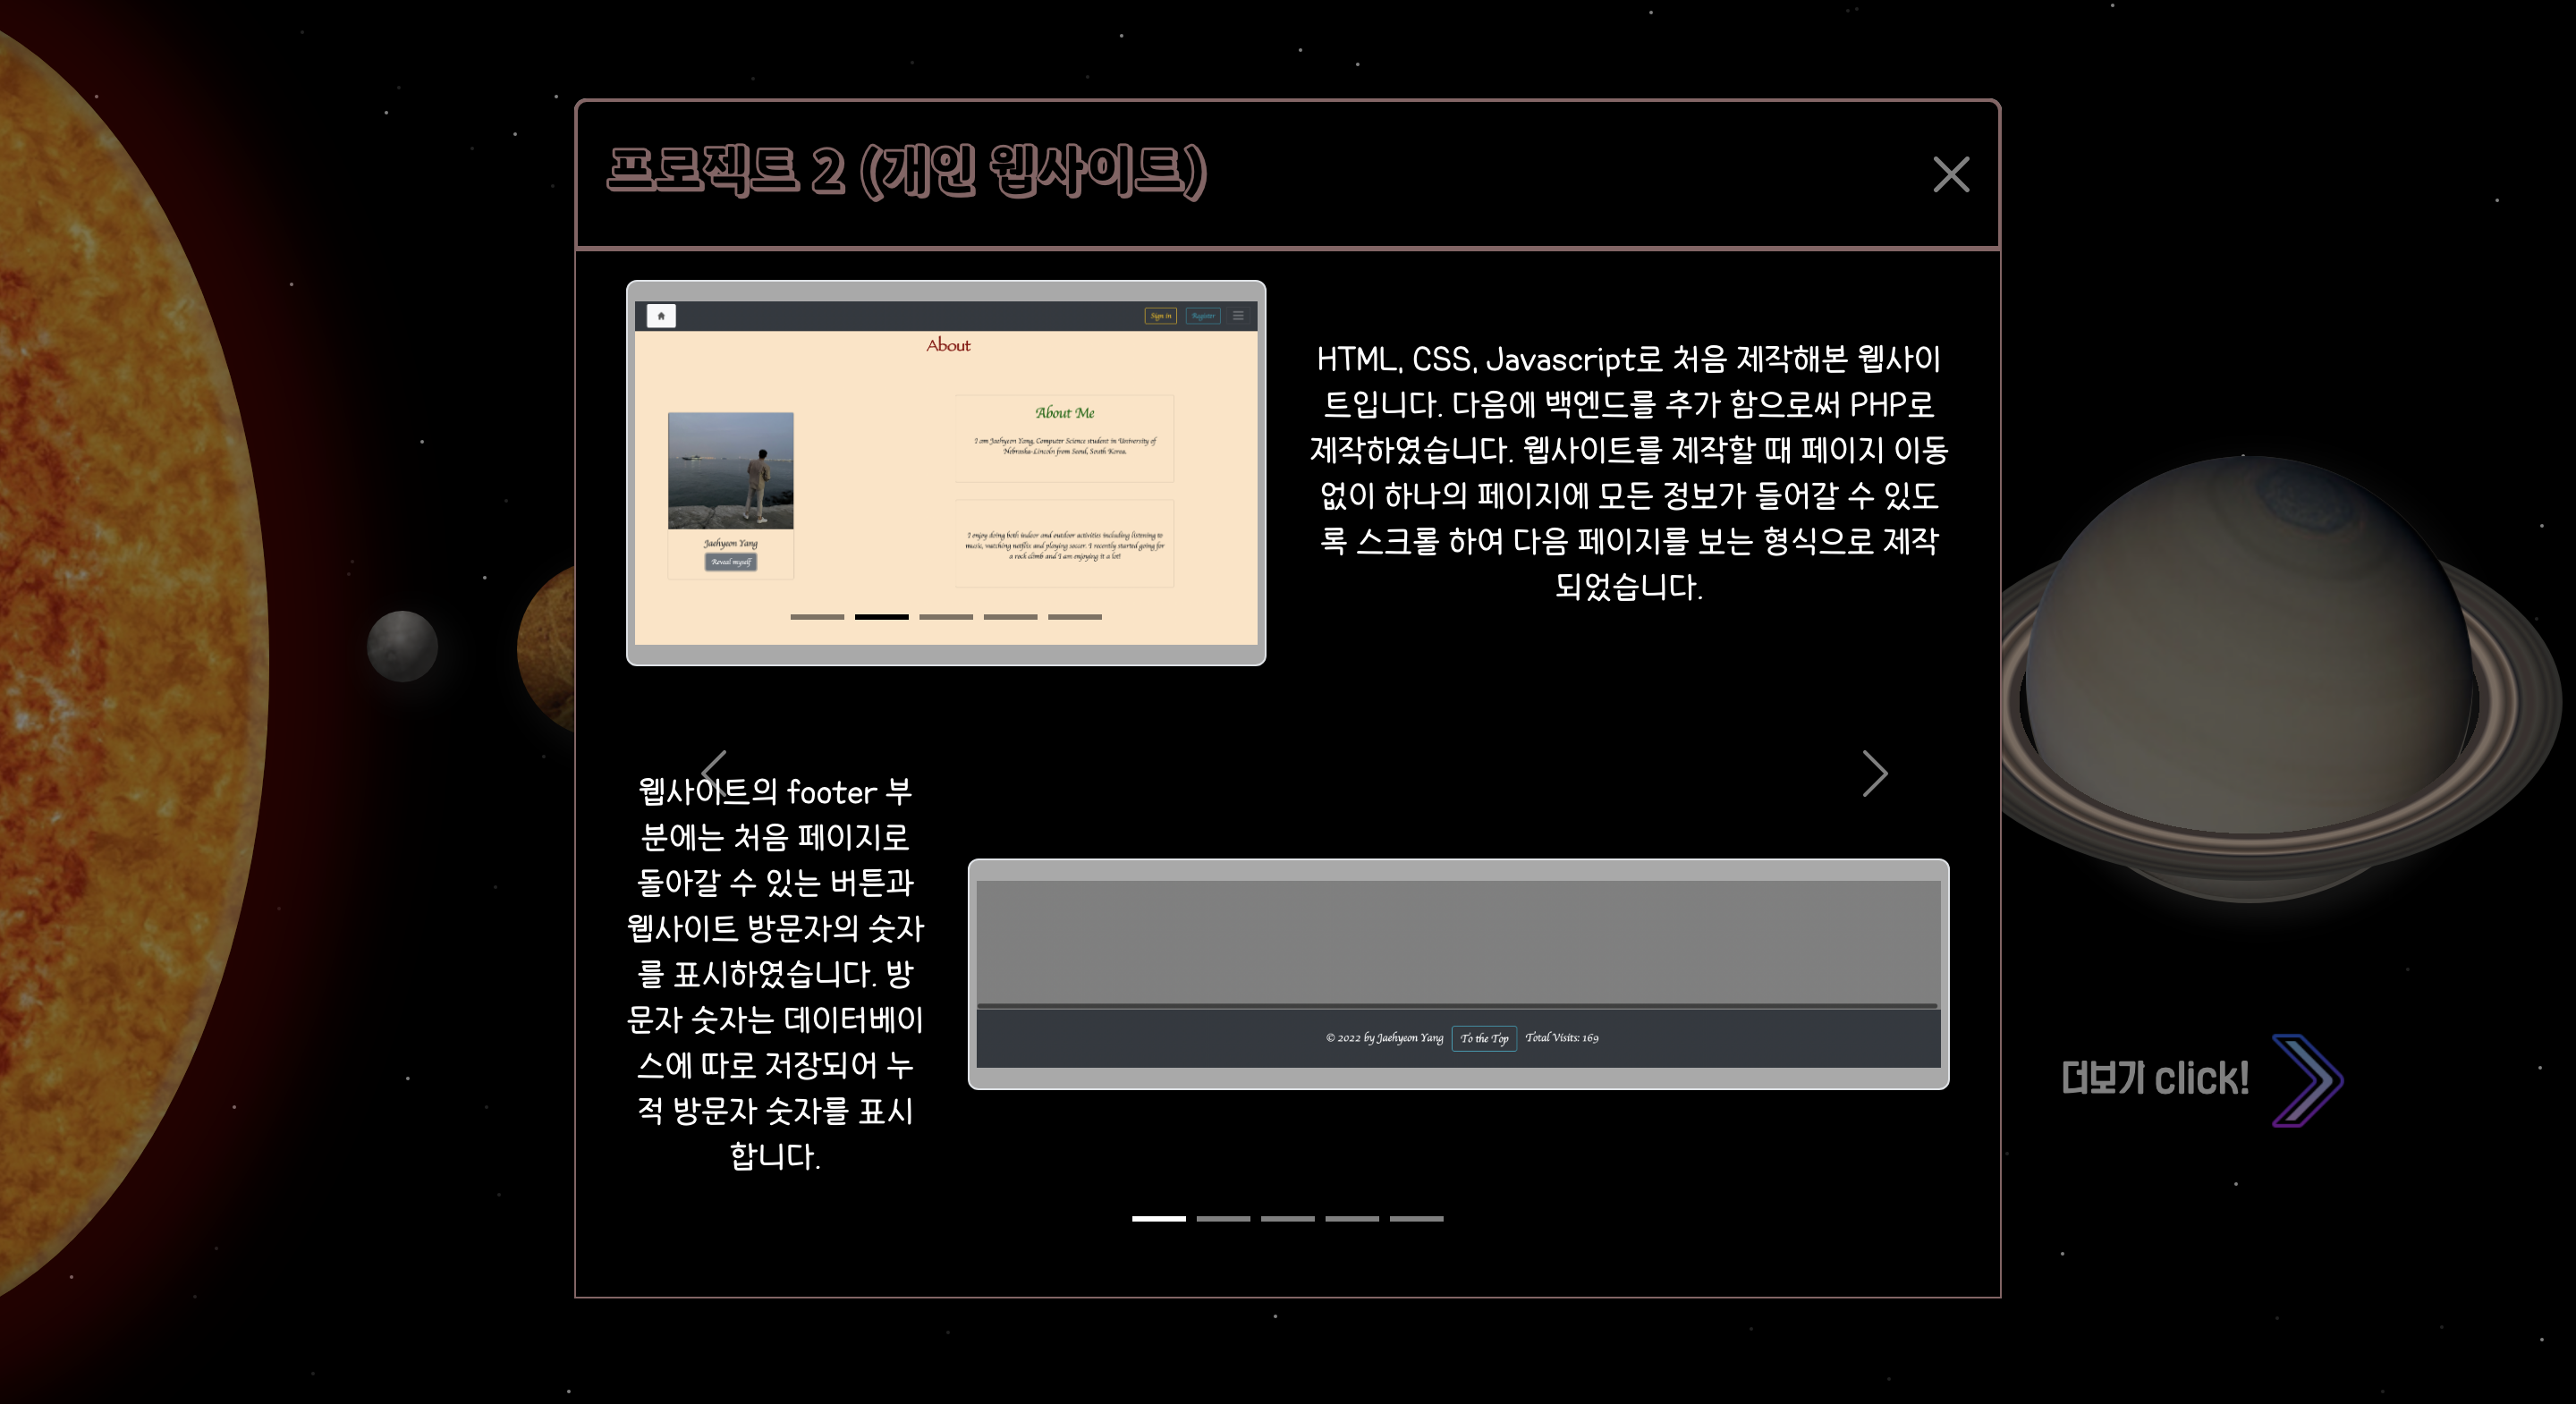 프로젝트 2 (개인 웹사이트)
Sign in
Register
About
About Me
I am Jaehyeon Yang, Computer Science student in University of
Nebraska-Lincoln from Seoul, South Korea.
Jaehyeon Yang
Reveal myself
I enjoy doing both indoor and outdoor activities including listening to
music, watching netflix and playing soccer. I recently started going for
a rock climb and I am enjoying it a lot!
HTML, CSS, Javascript로 처음 제작해본 웹사이
트입니다. 다음에 백엔드를 추가 함으로써 PHP로
제작하였습니다. 웹사이트를 제작할 때 페이지 이동
없이 하나의 페이지에 모든 정보가 들어갈 수 있도
록 스크롤 하여 다음 페이지를 보는 형식으로 제작
되었습니다.
웹사이트의 footer 부
분에는 처음 페이지로
돌아갈 수 있는 버튼과
웹사이트 방문자의 숫자
를 표시하였습니다. 방
문자 숫자는 데이터베이
스에 따로 저장되어 누
적 방문자 숫자를 표시
합니다.
© 2022 by Jaehyeon Yang
To the Top
Total Visits: 169
더보기 click!